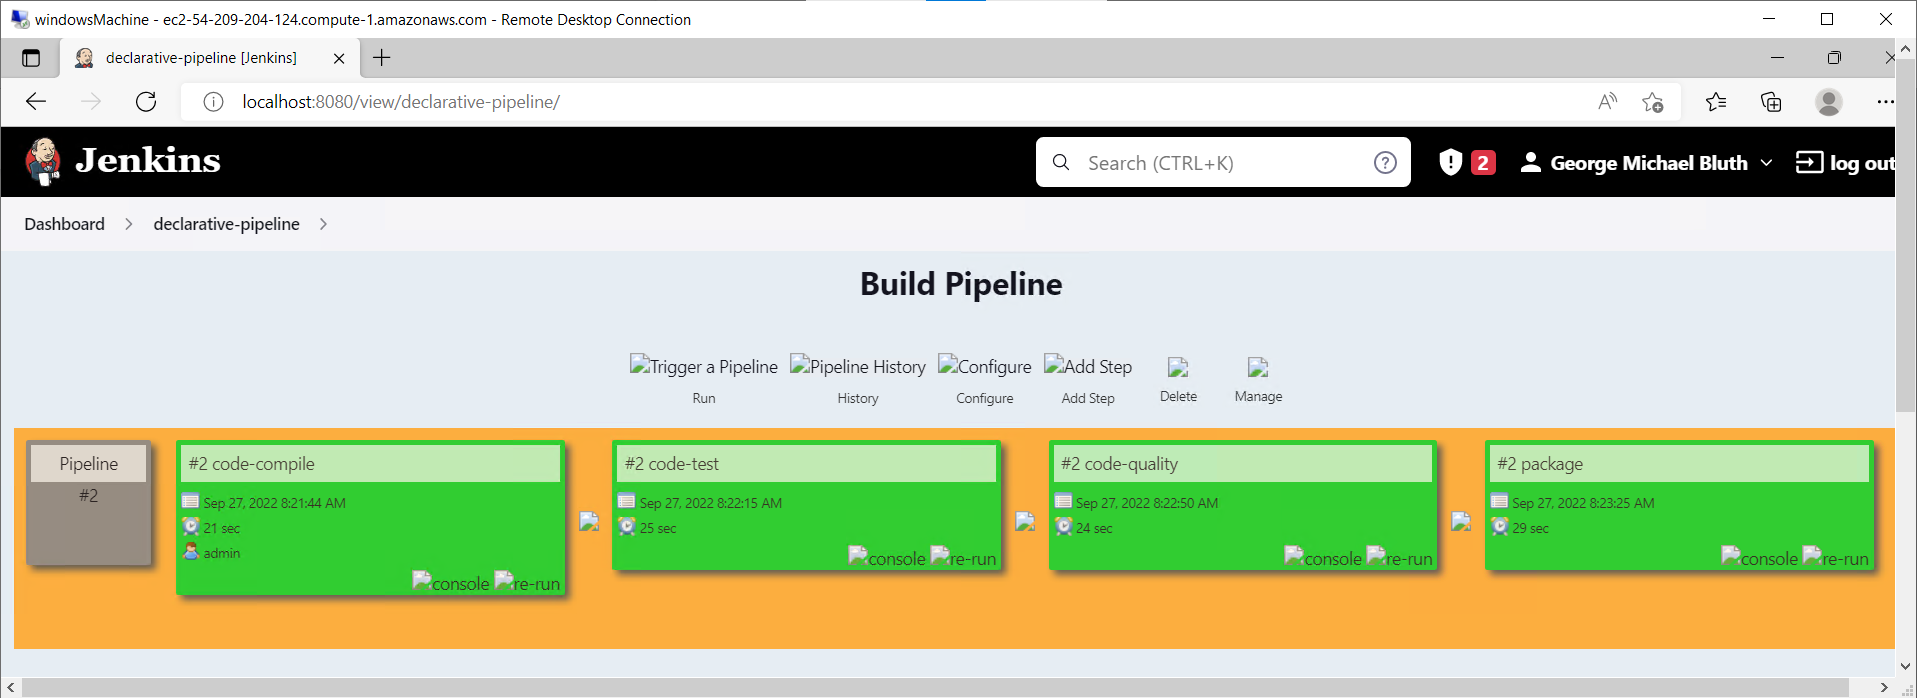 windowsMachine - ec2-54-209-204-124.compute-1.amazonaws.com - Remote Desktop Connection
declarative-pipeline [Jenkins]
localhost:8080/view/declarative-pipeline/
Jenkins
Search (CTRL+K)
2
George Michael Bluth
log out
Dashboard
declarative-pipeline
Build Pipeline
Trigger a Pipeline
Pipeline History
Configure
Add Step
Run
History
Configure
Add Step
Delete
Manage
Pipeline
#2
#2 code-compile
Sep 27, 2022 8:21:44 AM
21 sec
admin
console re-run
#2 code-test
Sep 27, 2022 8:22:15 AM
25 sec
console re-run
#2 code-quality
Sep 27, 2022 8:22:50 AM
24 sec
console re-run
#2 package
Sep 27, 2022 8:23:25 AM
29 sec
console re-run